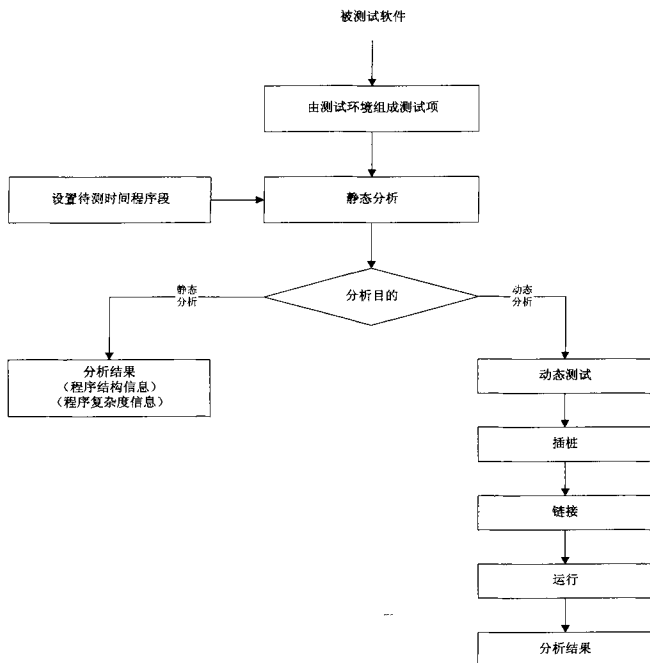 被测试软件
由测试环境组成测试项
设置待测时间程序段
静态分析
分析目的
静态
分析
动态
分析
分析结果
（程序结构信息）
（程序复杂度信息）
动态测试
插桩
链接
运行
分析结果